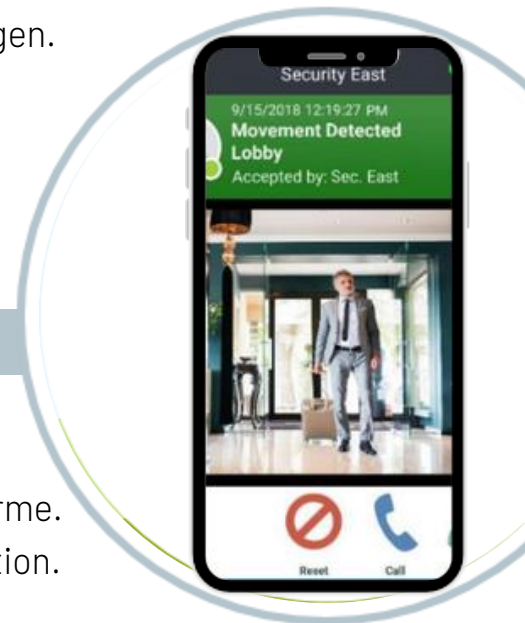 gen.
Security East
9/15/2018 12:19:27 PM
Movement Detected
Lobby
Accepted by: Sec. East
rme.
tion.
Reset
Call